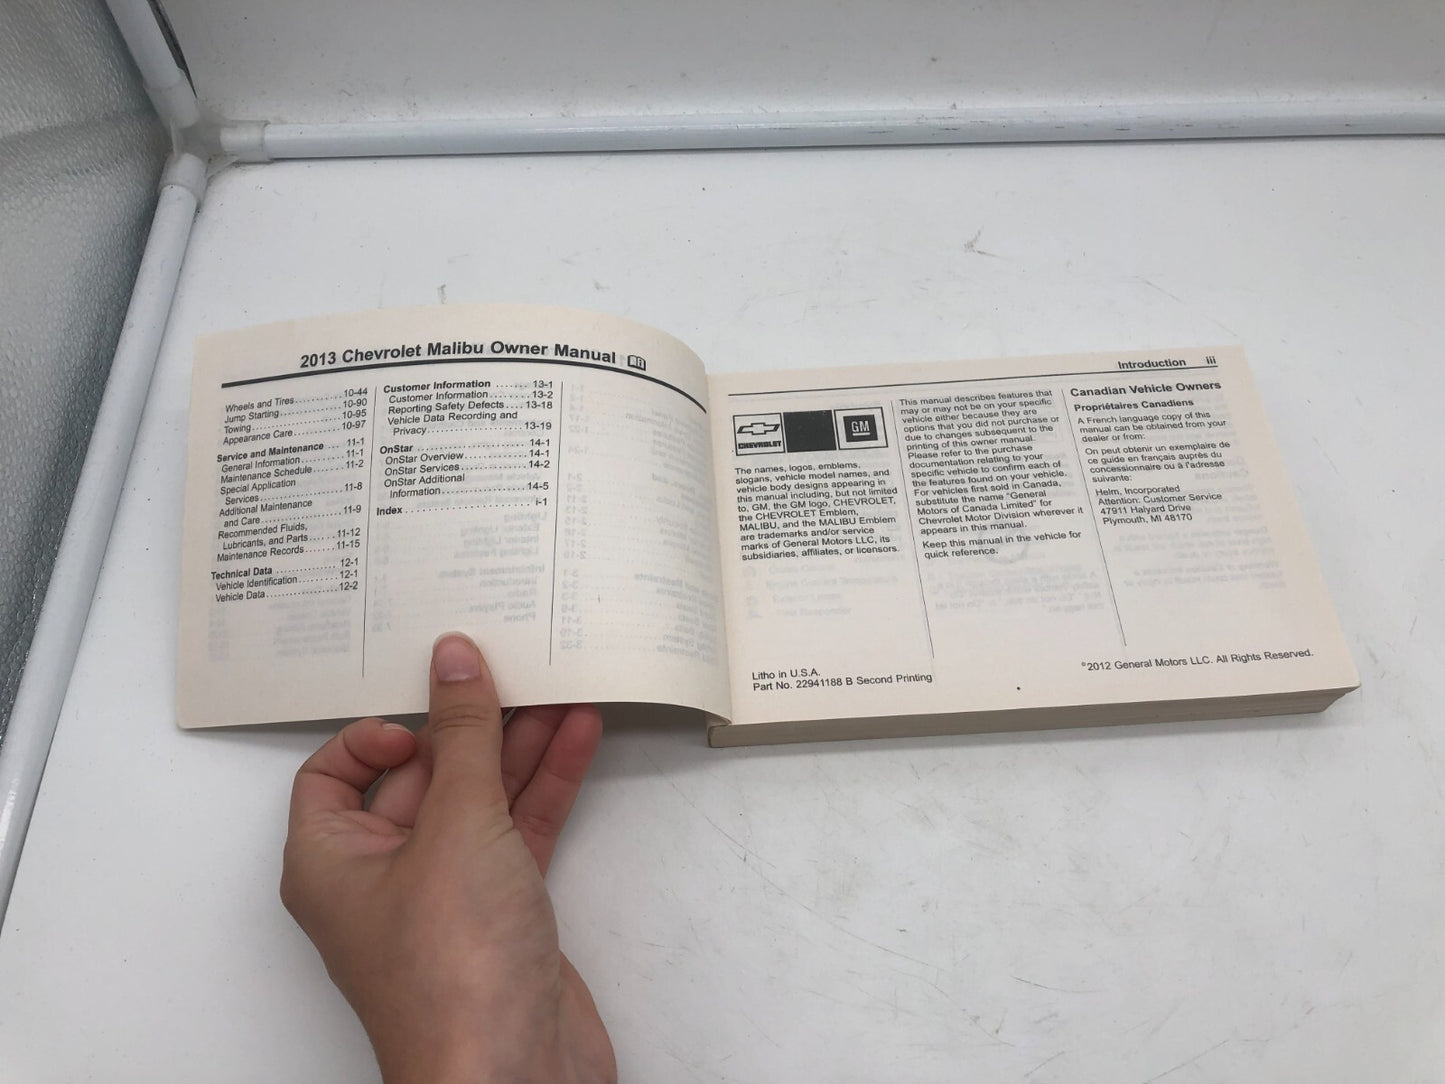 2013 Chevrolet Malibu Owner Manual
Wheels and Tires . . . . . . . . . . . 10-44
Jump Starting . . . . . . . . . . . . . . 10-90
Towing . . . . . . . . . . . . . . . . . . . . 10-95
Appearance Care . . . . . . . . . . . 10-97
Service and Maintenance . . . . 11-1
General Information . . . . . . . . . . 11-1
Maintenance Schedule . . . . . . . 11-2
Special Application
Services . . . . . . . . . . . . . . . . . . . 11-8
Additional Maintenance
and Care . . . . . . . . . . . . . . . . . . 11-9
Recommended Fluids,
Lubricants, and Parts . . . . . . 11-12
Maintenance Records . . . . . . 11-15
Technical Data . . . . . . . . . . . . . 12-1
Vehicle Identification . . . . . . . . . 12-1
Vehicle Data . . . . . . . . . . . . . . . . 12-2
Customer Information . . . . . . . 13-1
Customer Information . . . . . . . . 13-2
Reporting Safety Defects . . . . 13-18
Vehicle Data Recording and
Privacy . . . . . . . . . . . . . . . . . . . 13-19
OnStar . . . . . . . . . . . . . . . . . . . . . 14-1
OnStar Overview . . . . . . . . . . . . 14-1
OnStar Services . . . . . . . . . . . . . 14-2
OnStar Additional
Information . . . . . . . . . . . . . . . . 14-5
Index . . . . . . . . . . . . . . . . . . . . . . . i-1
Introduction iii
CHEVROLET
GM
The names, logos, emblems,
slogans, vehicle model names, and
vehicle body designs appearing in
this manual including, but not limited
to, GM, the GM logo, CHEVROLET,
the CHEVROLET Emblem,
MALIBU, and the MALIBU Emblem
are trademarks and/or service
marks of General Motors LLC, its
subsidiaries, affiliates, or licensors.
This manual describes features that
may or may not be on your specific
vehicle either because they are
options that you did not purchase or
due to changes subsequent to the
printing of this owner manual.
Please refer to the purchase
documentation relating to your
specific vehicle to confirm each of
the features found on your vehicle.
For vehicles first sold in Canada,
substitute the name "General
Motors of Canada Limited" for
Chevrolet Motor Division wherever it
appears in this manual.
Keep this manual in the vehicle for
quick reference.
Canadian Vehicle Owners
Propriétaires Canadiens
A French language copy of this
manual can be obtained from your
dealer or from:
On peut obtenir un exemplaire de
ce guide en français auprès du
concessionnaire ou à l'adresse
suivante:
Helm, Incorporated
Attention: Customer Service
47911 Halyard Drive
Plymouth, MI 48170
Litho in U.S.A.
Part No. 22941188 B Second Printing
©2012 General Motors LLC. All Rights Reserved.